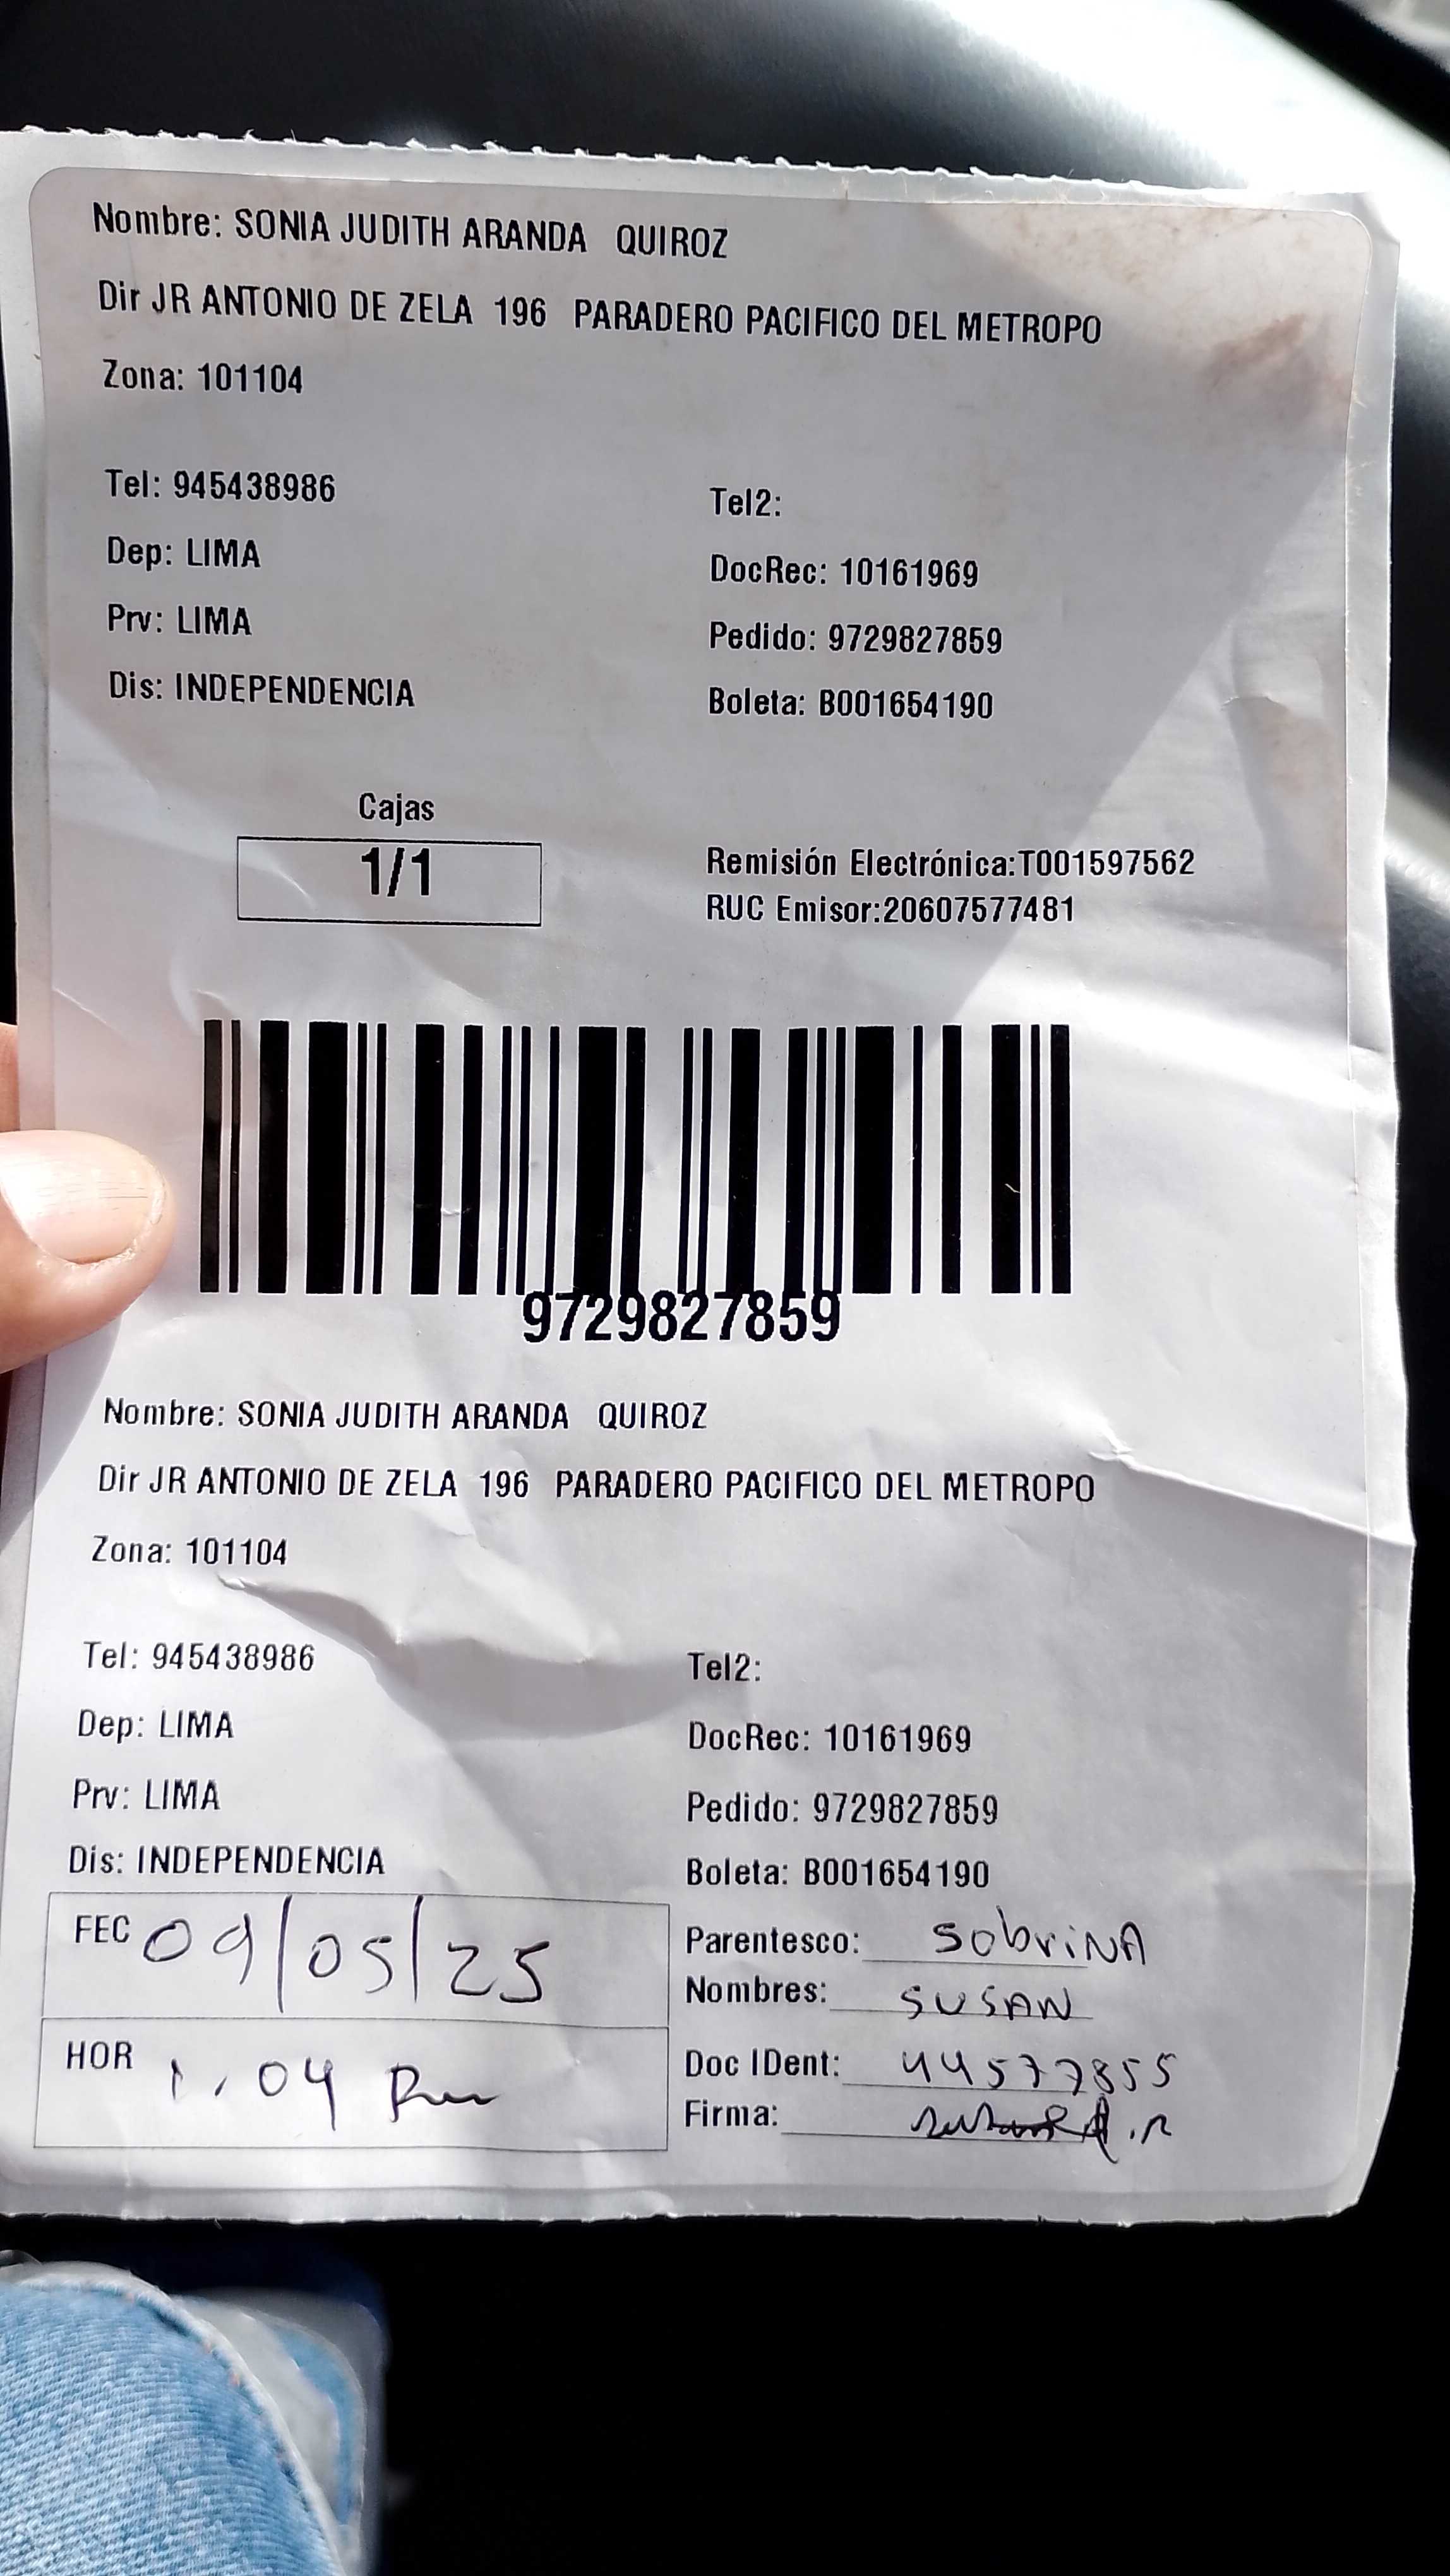 Nombre: SONIA JUDITH ARANDA QUIROZ
Dir JR ANTONIO DE ZELA 196 PARADERO PACIFICO DEL METROPO
Zona: 101104
Tel: 945438986 Tel2:
Dep: LIMA DocRec: 10161969
Prv: LIMA Pedido: 9729827859
Dis: INDEPENDENCIA Boleta: B001654190
Cajas
1/1
Remisión Electrónica:T001597562
RUC Emisor:20607577481
9729827859
Nombre: SONIA JUDITH ARANDA QUIROZ
Dir JR ANTONIO DE ZELA 196 PARADERO PACIFICO DEL METROPO
Zona: 101104
Tel: 945438986 Tel2:
Dep: LIMA DocRec: 10161969
Prv: LIMA Pedido: 9729827859
Dis: INDEPENDENCIA Boleta: B001654190
FEC 09/05/25 Parentesco: SobriNA
Nombres: SUSAN
HOR 1.04 Pm Doc IDent: 44577855
Firma: